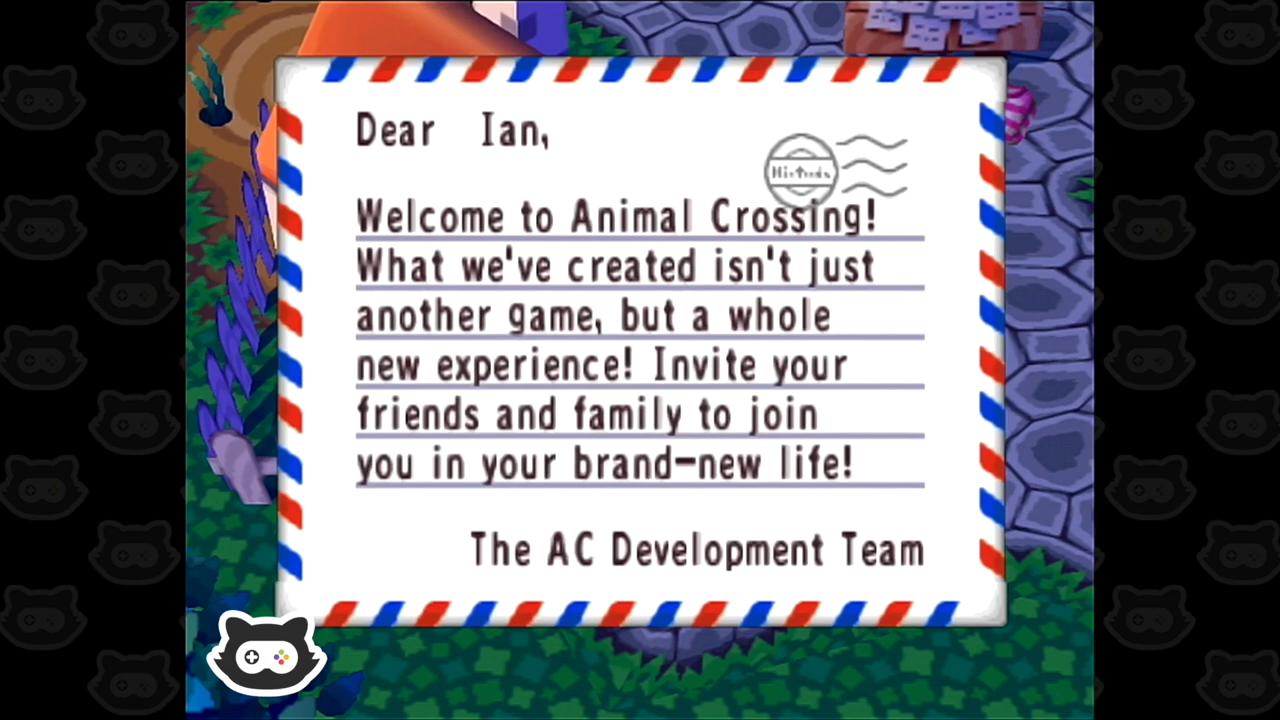 Dear Ian,
Nintendo
Welcome to Animal Crossing!
What we've created isn't just
another game, but a whole
new experience! Invite your
friends and family to join
you in your brand-new life!
The AC Development Team